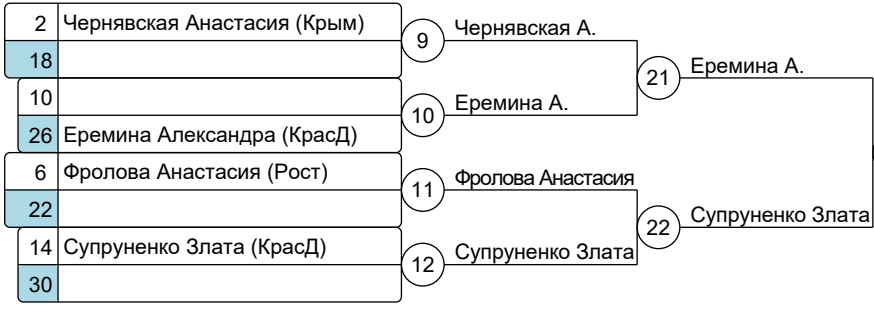 2 Чернявская Анастасия (Крым)
18
9 Чернявская А.
10
26 Еремина Александра (КрасД)
10 Еремина А.
21 Еремина А.
6 Фролова Анастасия (Рост)
22
11 Фролова Анастасия
14 Супруненко Злата (КрасД)
30
12 Супруненко Злата
22 Супруненко Злата